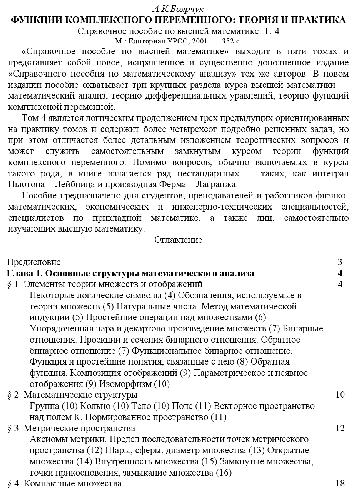 А.К.Боярчук
ФУНКЦИИ КОМПЛЕКСНОГО ПЕРЕМЕННОГО: ТЕОРИЯ И ПРАКТИКА
Справочное пособие по высшей математике. Т. 4
М.: Едиториал УРСС, 2001. — 352 с.
«Справочное пособие по высшей математике» выходит в пяти томах и
представляет собой новое, исправленное и существенно дополненное издание
«Справочного пособия по математическому анализу» тех же авторов. В новом
издании пособие охватывает три крупных раздела курса высшей математики —
математический анализ, теорию дифференциальных уравнений, теорию функций
комплексной переменной.
Том 4 является логическим продолжением трех предыдущих ориентированных
на практику томов и содержит более четырехсот подробно решенных задач, но
при этом отличается более детальным изложением теоретических вопросов и
может служить самостоятельным замкнутым курсом теории функций
комплексного переменного. Помимо вопросов, обычно включаемых в курсы
такого рода, в книге излагается ряд нестандартных — таких, как интеграл
Ньютона—Лейбница и производная Ферма—Лагранжа.
Пособие предназначено для студентов, преподавателей и работников физико-
математических, экономических и инженерно-технических специальностей,
специалистов по прикладной математике, а также лиц, самостоятельно
изучающих высшую математику.
Оглавление
Предисловие 3
Глава 1. Основные структуры математического анализа 4
§ 1. Элементы теории множеств и отображений 4
Некоторые логические символы (4) Обозначения, используемые в
теории множеств (5) Натуральные числа. Метод математической
индукции (5) Простейшие операции над множествами (6)
Упорядоченная пара и декартово произведение множеств (7) Бинарные
отношения. Проекции и сечения бинарного отношения. Обратное
бинарное отношение (7) Функциональное бинарное отношение.
Функция и простейшие понятия, связанные с нею (8) Обратная
функция. Композиция отображений (9) Параметрическое и неявное
отображения (9) Изоморфизм (10)
§ 2. Математические структуры 10
Группа (10) Кольцо (10) Тело (10) Поле (11) Векторное пространство
над полем K. Нормированное пространство (11)
§ 3. Метрические пространства 12
Аксиомы метрики. Предел последовательности точек метрического
пространства (12) Шары, сферы, диаметр множества (13) Открытые
множества (14) Внутренность множества (15) Замкнутые множества,
точки прикосновения, замыкание множества (16)
§ 4. Компактные множества 18